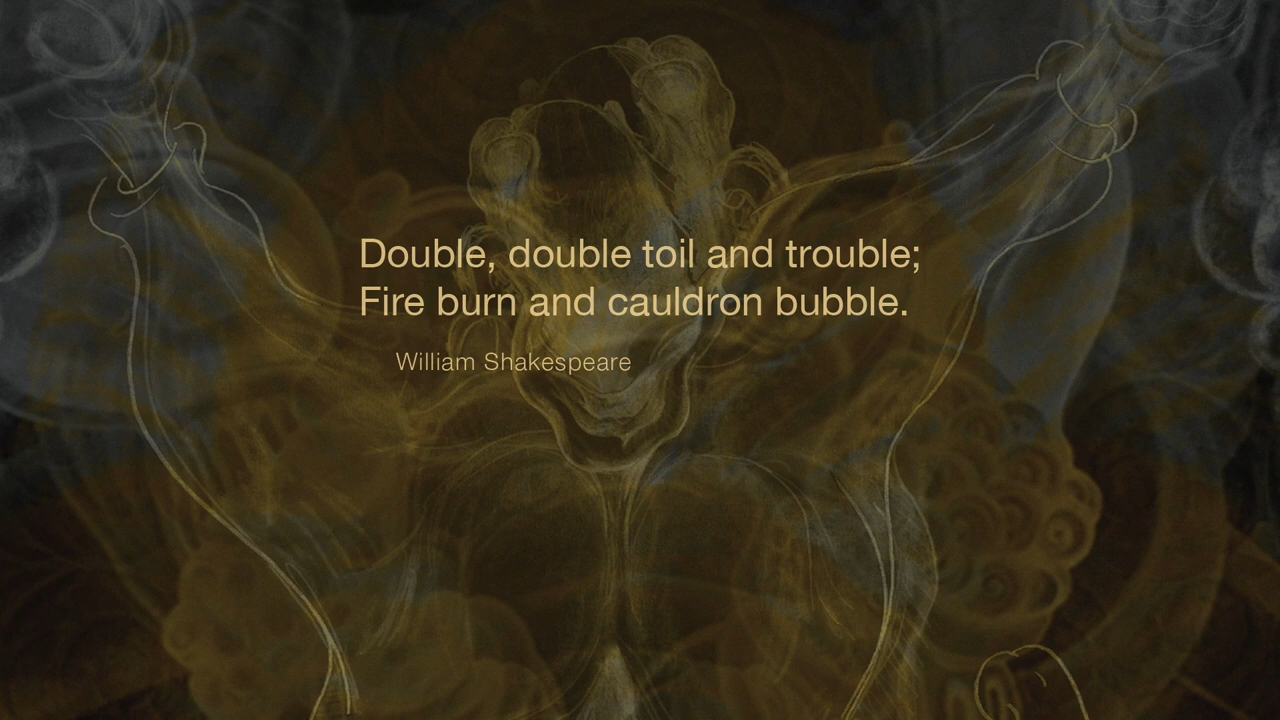 Double, double toil and trouble;
Fire burn and cauldron bubble.
William Shakespeare